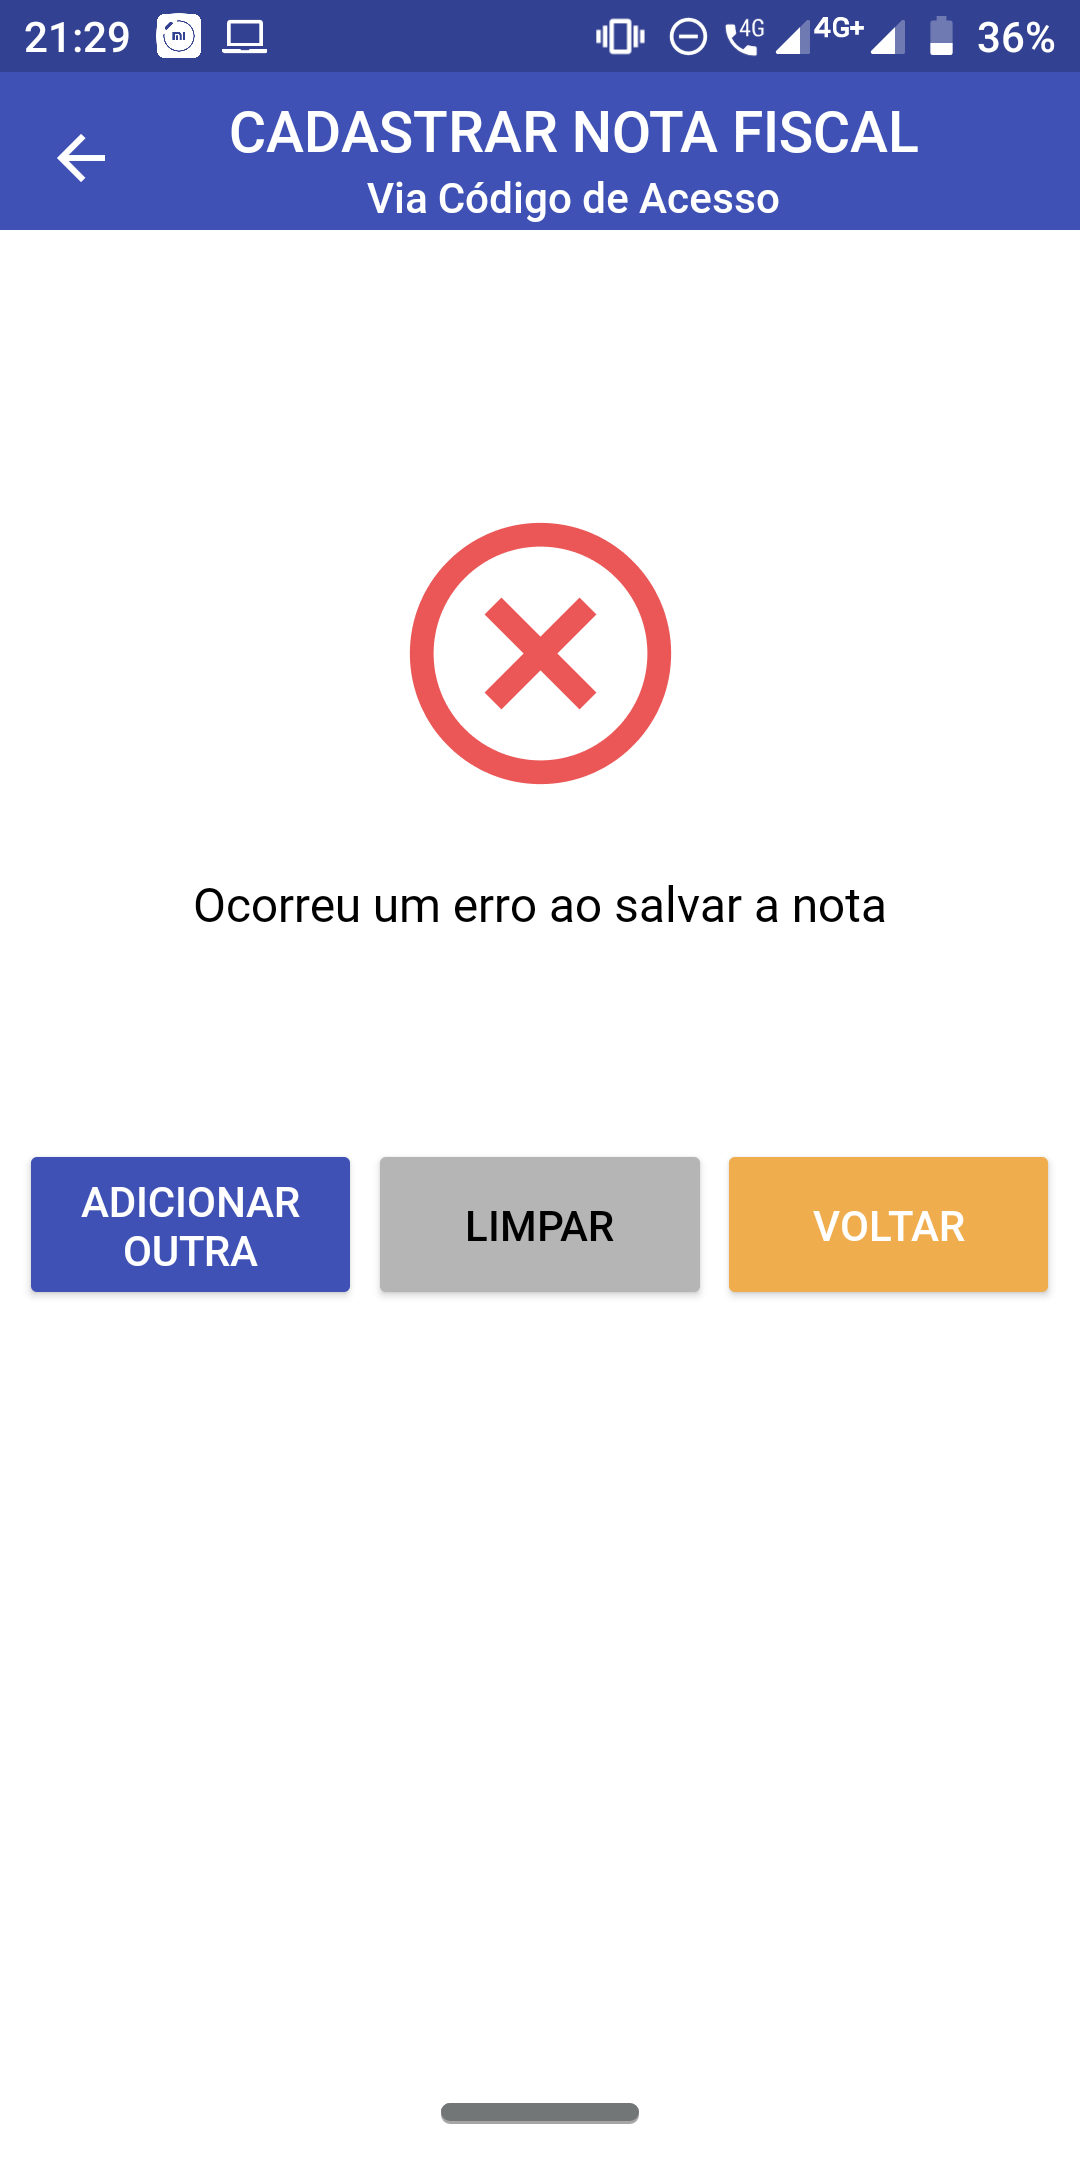 21:29
4G
4G+
36%
CADASTRAR NOTA FISCAL
Via Código de Acesso
Ocorreu um erro ao salvar a nota
ADICIONAR
OUTRA
LIMPAR
VOLTAR